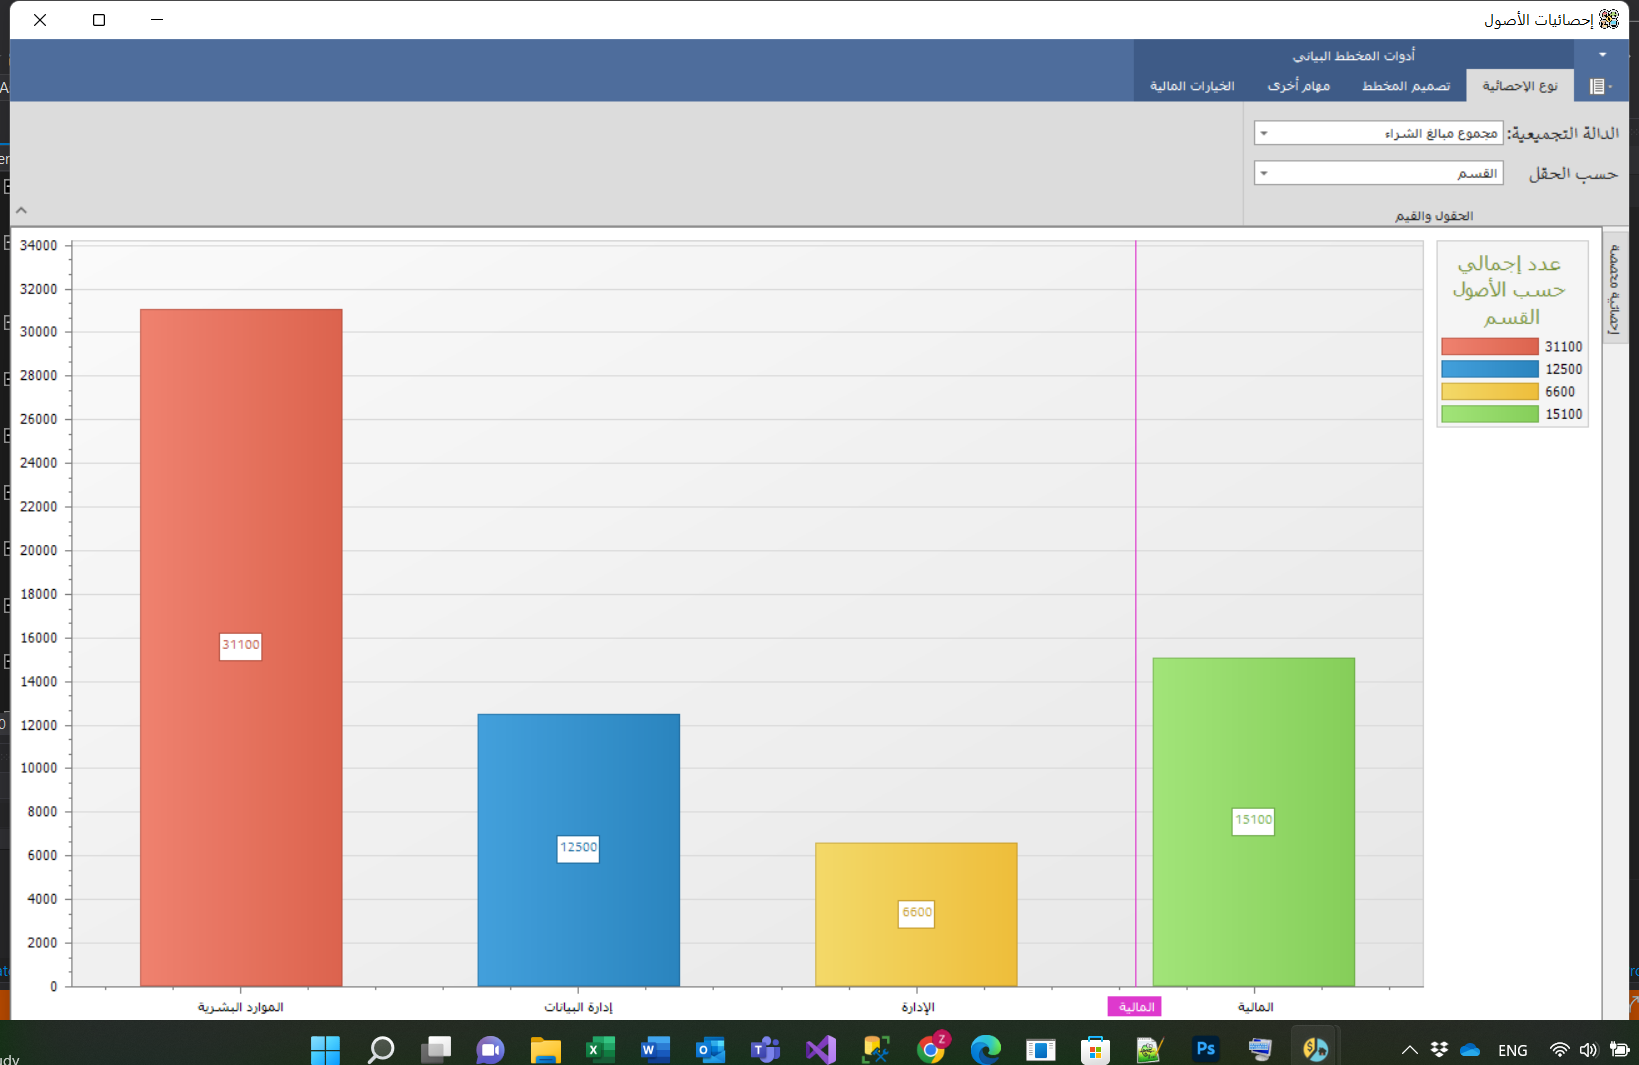 إحصائيات الأصول
أدوات المخطط البياني
نوع الإحصائية
تصميم المخطط
مهام أخرى
الخيارات المالية
الدالة التجميعية:
مجموع مبالغ الشراء
حسب الحقل
القسم
الحقول والقيم
إحصائية مخصصة
عدد إجمالي
حسب الأصول
القسم
31100
12500
6600
15100
34000
32000
30000
28000
26000
24000
22000
20000
18000
16000
14000
12000
10000
8000
6000
4000
2000
0
31100
12500
6600
15100
الموارد البشرية
إدارة البيانات
الإدارة
المالية
المالية
ENG